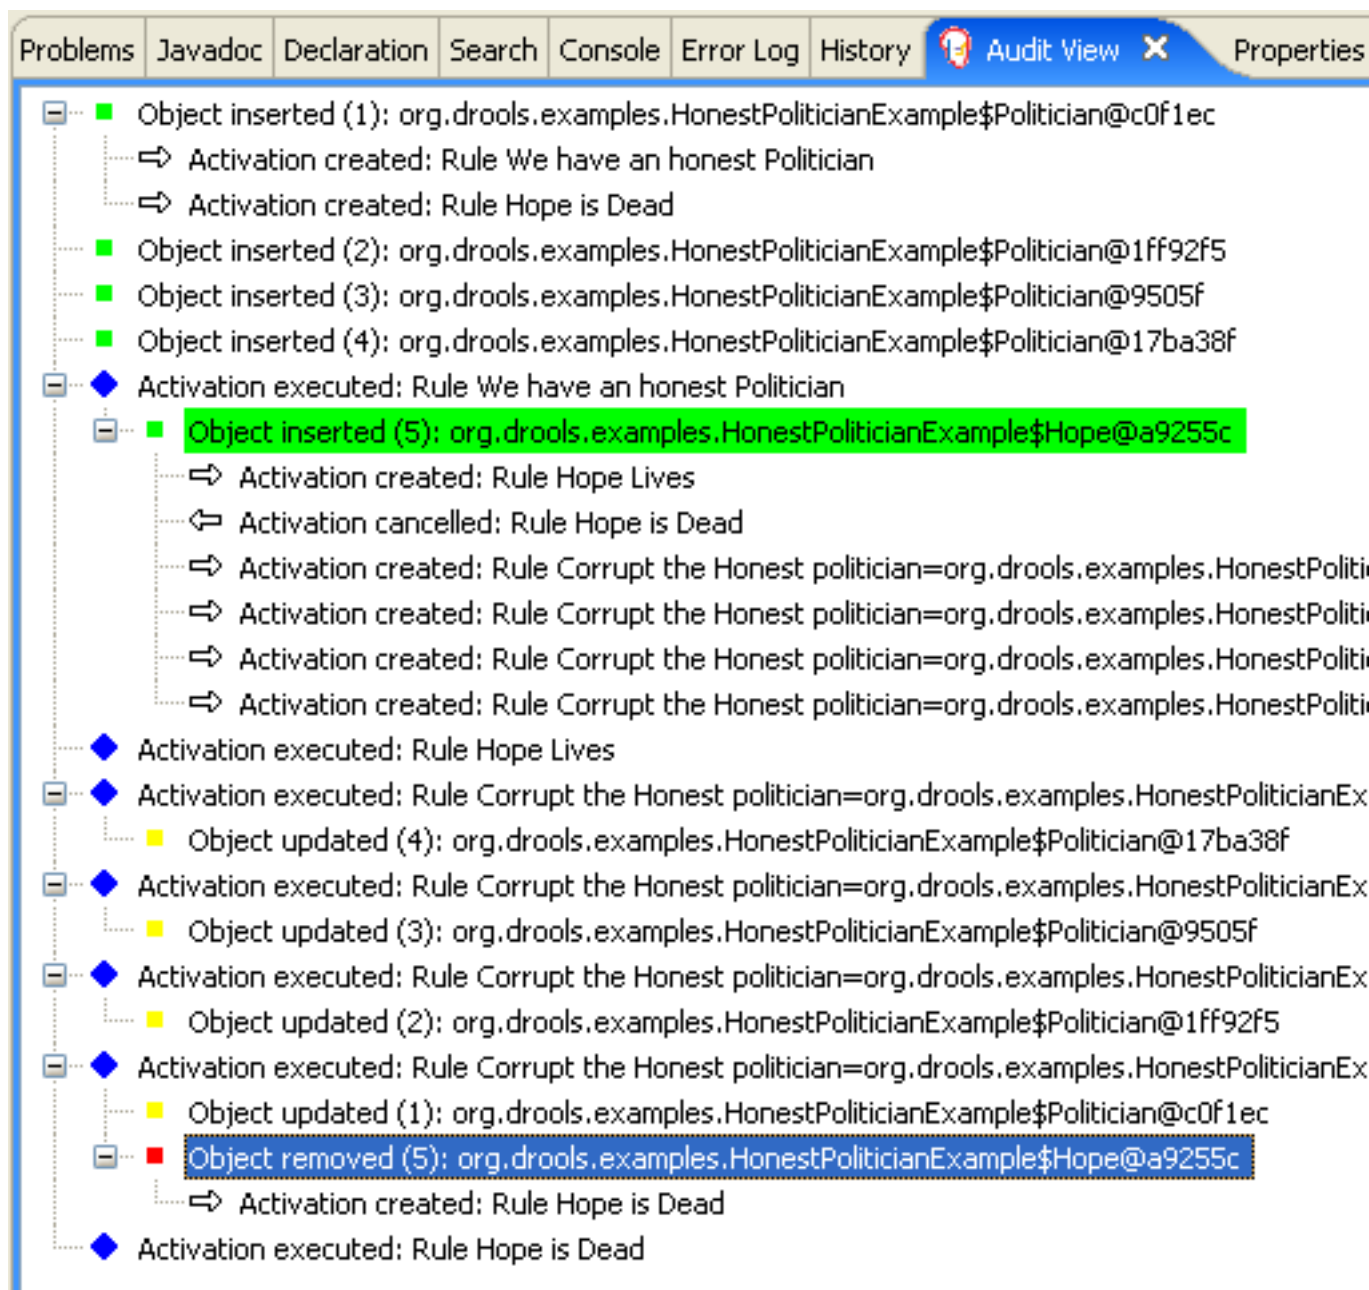 Problems Javadoc Declaration Search Console Error Log History Audit View Properties
Object inserted (1): org.drools.examples.HonestPoliticianExample$Politician@c0f1ec
Activation created: Rule We have an honest Politician
Activation created: Rule Hope is Dead
Object inserted (2): org.drools.examples.HonestPoliticianExample$Politician@1ff92f5
Object inserted (3): org.drools.examples.HonestPoliticianExample$Politician@9505f
Object inserted (4): org.drools.examples.HonestPoliticianExample$Politician@17ba38f
Activation executed: Rule We have an honest Politician
Object inserted (5): org.drools.examples.HonestPoliticianExample$Hope@a9255c
Activation created: Rule Hope Lives
Activation cancelled: Rule Hope is Dead
Activation created: Rule Corrupt the Honest politician=org.drools.examples.HonestPoliti
Activation created: Rule Corrupt the Honest politician=org.drools.examples.HonestPoliti
Activation created: Rule Corrupt the Honest politician=org.drools.examples.HonestPoliti
Activation created: Rule Corrupt the Honest politician=org.drools.examples.HonestPoliti
Activation executed: Rule Hope Lives
Activation executed: Rule Corrupt the Honest politician=org.drools.examples.HonestPoliticianEx
Object updated (4): org.drools.examples.HonestPoliticianExample$Politician@17ba38f
Activation executed: Rule Corrupt the Honest politician=org.drools.examples.HonestPoliticianEx
Object updated (3): org.drools.examples.HonestPoliticianExample$Politician@9505f
Activation executed: Rule Corrupt the Honest politician=org.drools.examples.HonestPoliticianEx
Object updated (2): org.drools.examples.HonestPoliticianExample$Politician@1ff92f5
Activation executed: Rule Corrupt the Honest politician=org.drools.examples.HonestPoliticianEx
Object updated (1): org.drools.examples.HonestPoliticianExample$Politician@c0f1ec
Object removed (5): org.drools.examples.HonestPoliticianExample$Hope@a9255c
Activation created: Rule Hope is Dead
Activation executed: Rule Hope is Dead